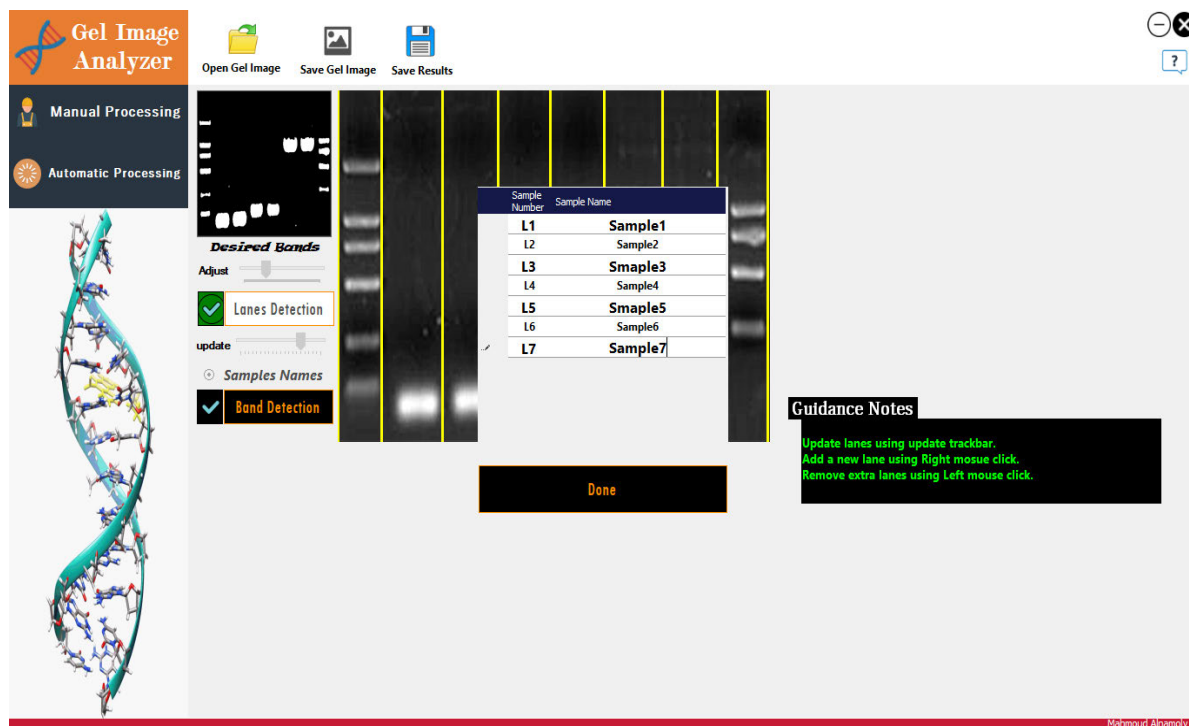 Gel Image
Analyzer
Open Gel Image
Save Gel Image
Save Results
?
Manual Processing
Automatic Processing
Desired Bands
Adjust
Lanes Detection
update
Samples Names
Band Detection
Sample Number Sample Name
L1 Sample1
L2 Sample2
L3 Smaple3
L4 Sample4
L5 Smaple5
L6 Sample6
L7 Sample7
Done
Guidance Notes
Update lanes using update trackbar.
Add a new lane using Right mosue click.
Remove extra lanes using Left mouse click.
Mahmoud Alnamoly